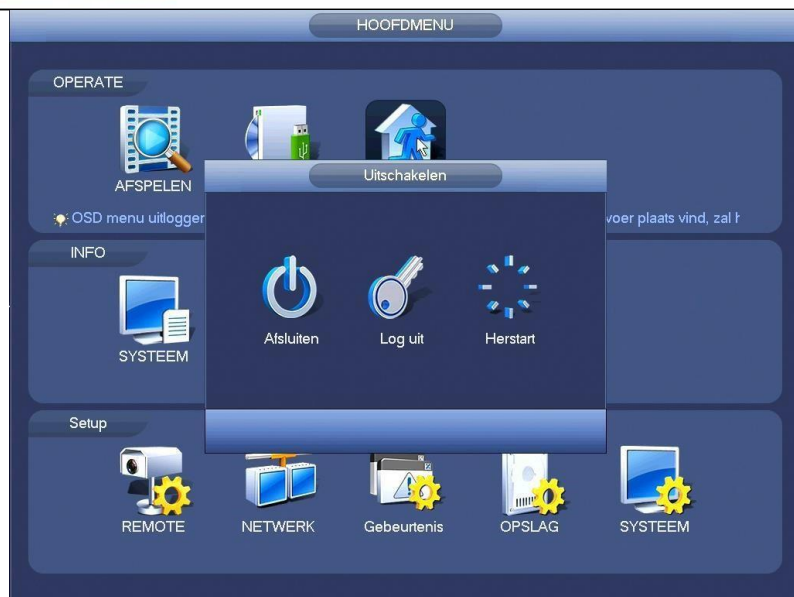 HOOFDMENU
OPERATE
AFSPELEN
OSD menu uitlogger
voer plaats vind, zal h
Uitschakelen
Afsluiten
Log uit
Herstart
INFO
SYSTEEM
Setup
REMOTE
NETWERK
Gebeurtenis
OPSLAG
SYSTEEM